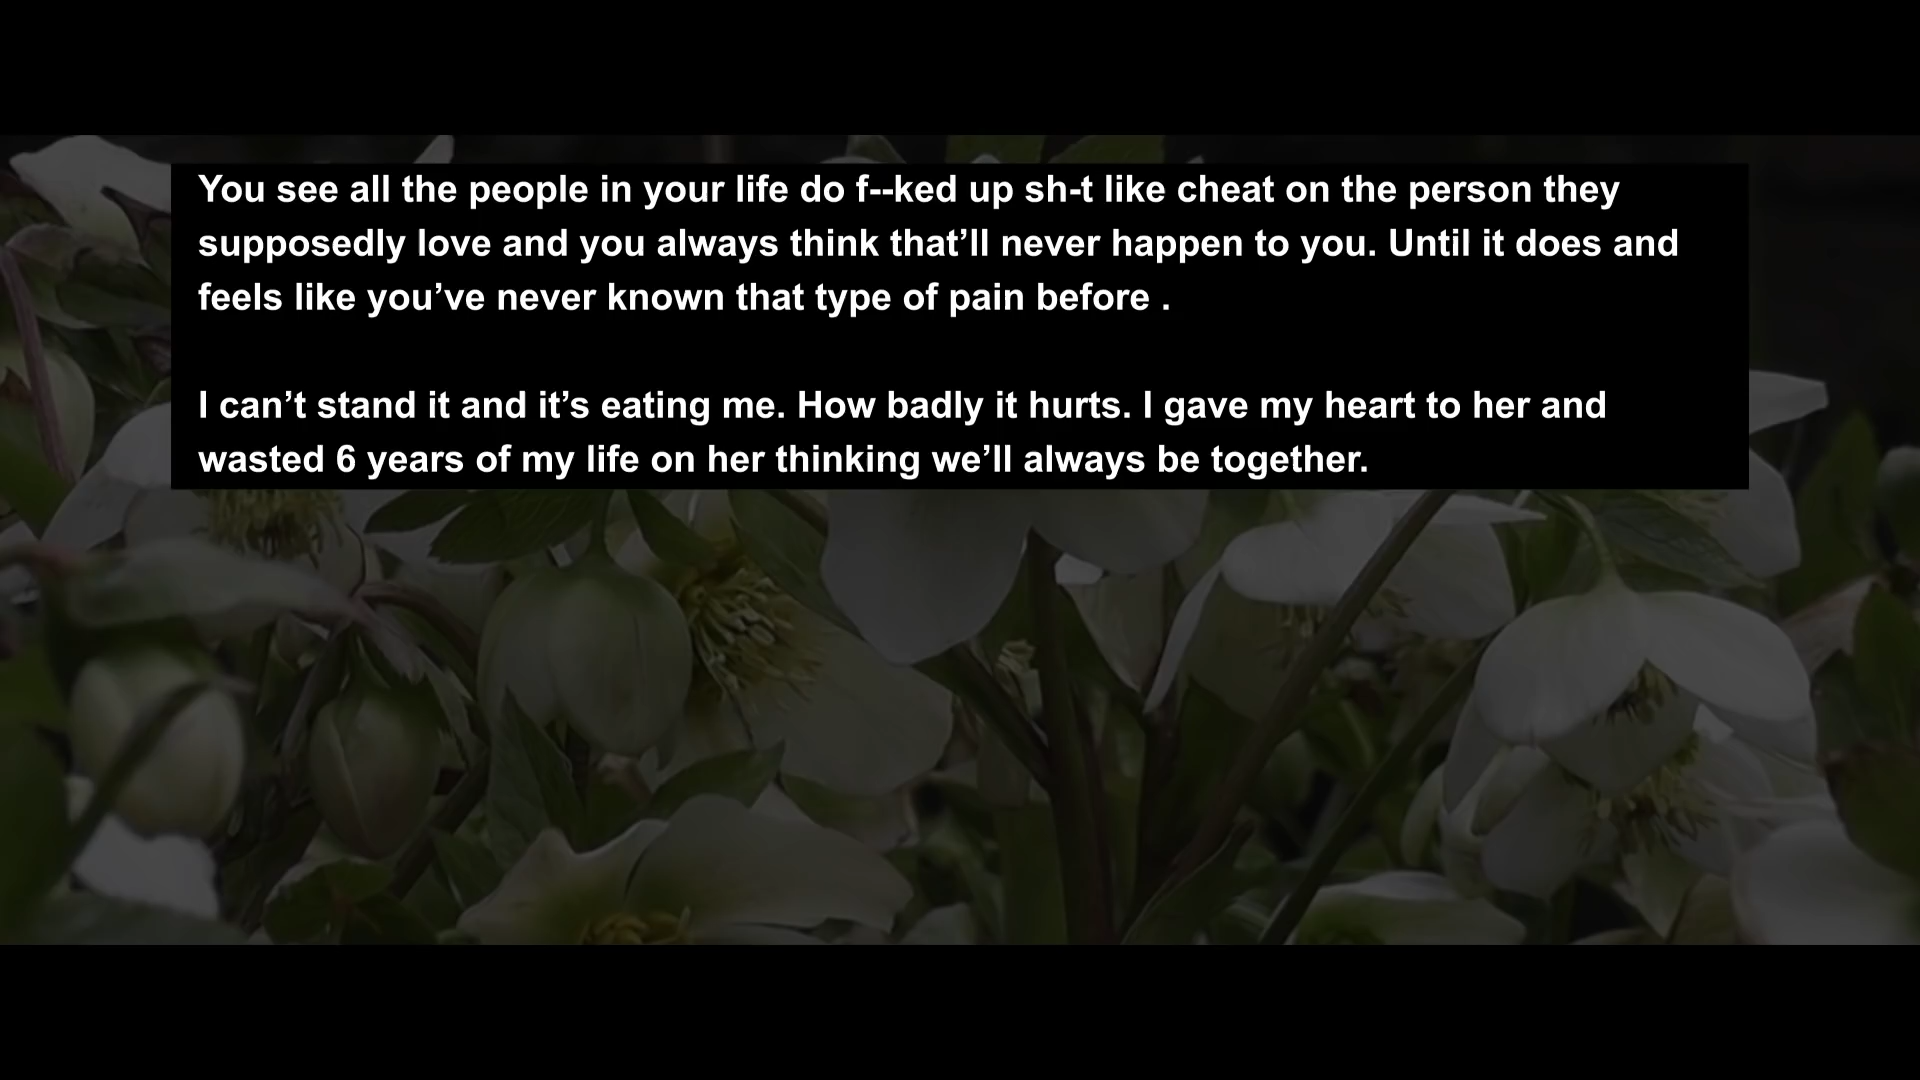 You see all the people in your life do f--ked up sh-t like cheat on the person they
supposedly love and you always think that’ll never happen to you. Until it does and
feels like you’ve never known that type of pain before .
I can’t stand it and it’s eating me. How badly it hurts. I gave my heart to her and
wasted 6 years of my life on her thinking we’ll always be together.